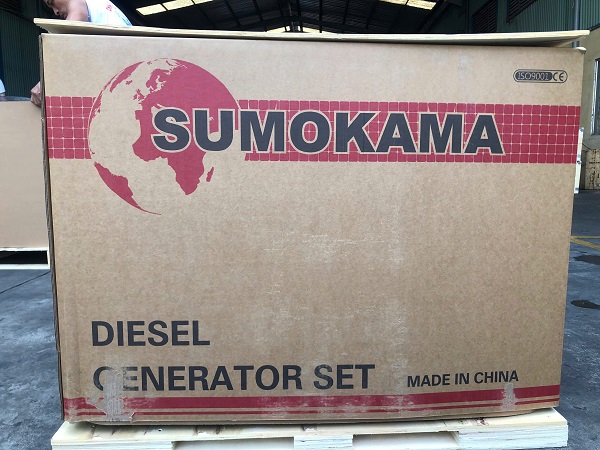 ISO9001 CE
SUMOKAMA
DIESEL
GENERATOR SET
MADE IN CHINA